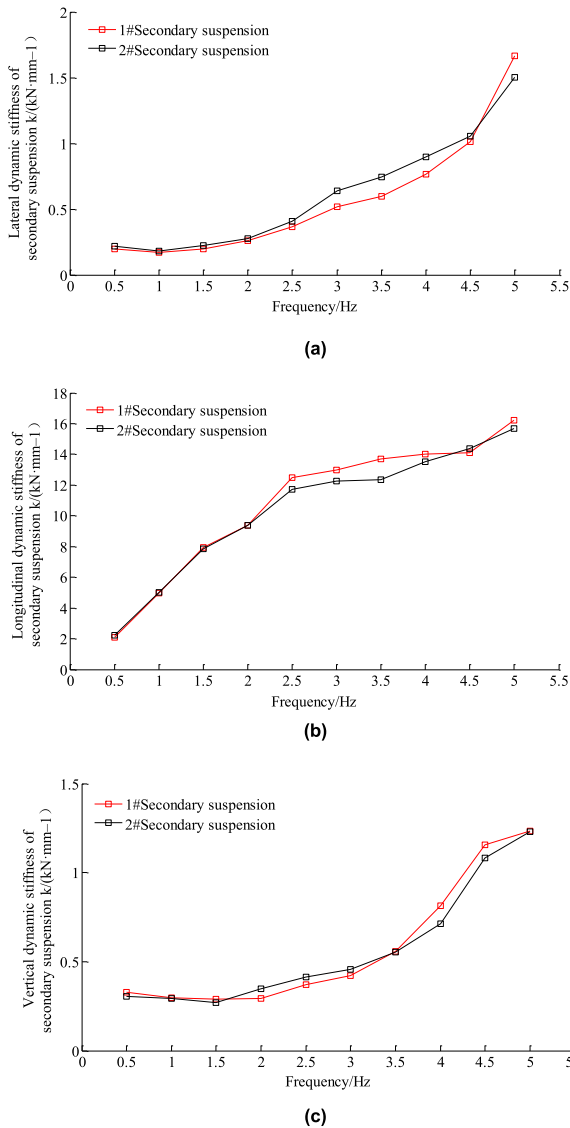 1#Secondary suspension
2#Secondary suspension
Lateral dynamic stiffness of
secondary suspension k/(kN·mm–1）
2
1.5
1
0.5
0
0 0.5 1 1.5 2 2.5 3 3.5 4 4.5 5 5.5
Frequency/Hz
(a)
1#Secondary suspension
2#Secondary suspension
Longitudinal dynamic stiffness of
secondary suspension k/(kN·mm–1）
18
16
14
12
10
8
6
4
2
0
0 0.5 1 1.5 2 2.5 3 3.5 4 4.5 5 5.5
Frequency/Hz
(b)
1#Secondary suspension
2#Secondary suspension
Vertical dynamic stiffness of
secondary suspension k/(kN·mm–1）
1.5
1
0.5
0
0 0.5 1 1.5 2 2.5 3 3.5 4 4.5 5 5.5
Frequency/Hz
(c)